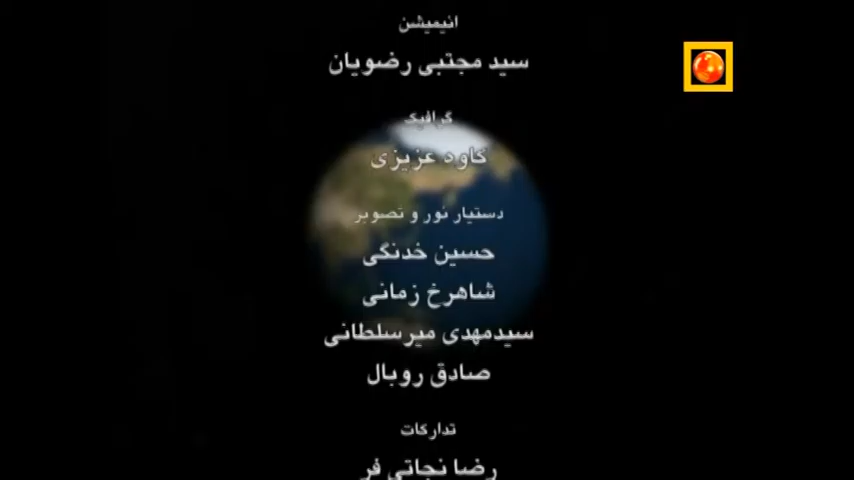 انیمیشن
سید مجتبی رضویان
گرافیک
کاوه عزیزی
دستیار نور و تصویر
حسین خدنگی
شاهرخ زمانی
سیدمهدی میرسلطانی
صادق روبال
تدارکات
رضا نجاتی فر